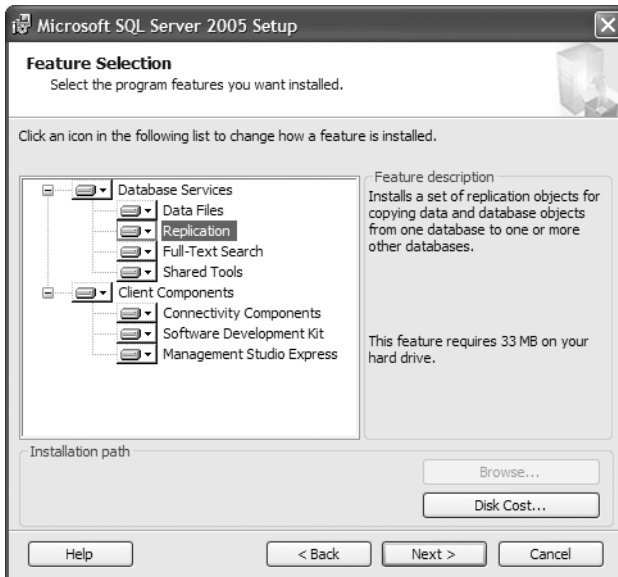 Microsoft SQL Server 2005 Setup
Feature Selection
Select the program features you want installed.
Click an icon in the following list to change how a feature is installed.
Database Services
Data Files
Replication
Full-Text Search
Shared Tools
Client Components
Connectivity Components
Software Development Kit
Management Studio Express
Feature description
Installs a set of replication objects for
copying data and database objects
from one database to one or more
other databases.
This feature requires 33 MB on your
hard drive.
Installation path
Browse...
Disk Cost...
Help
< Back
Next >
Cancel